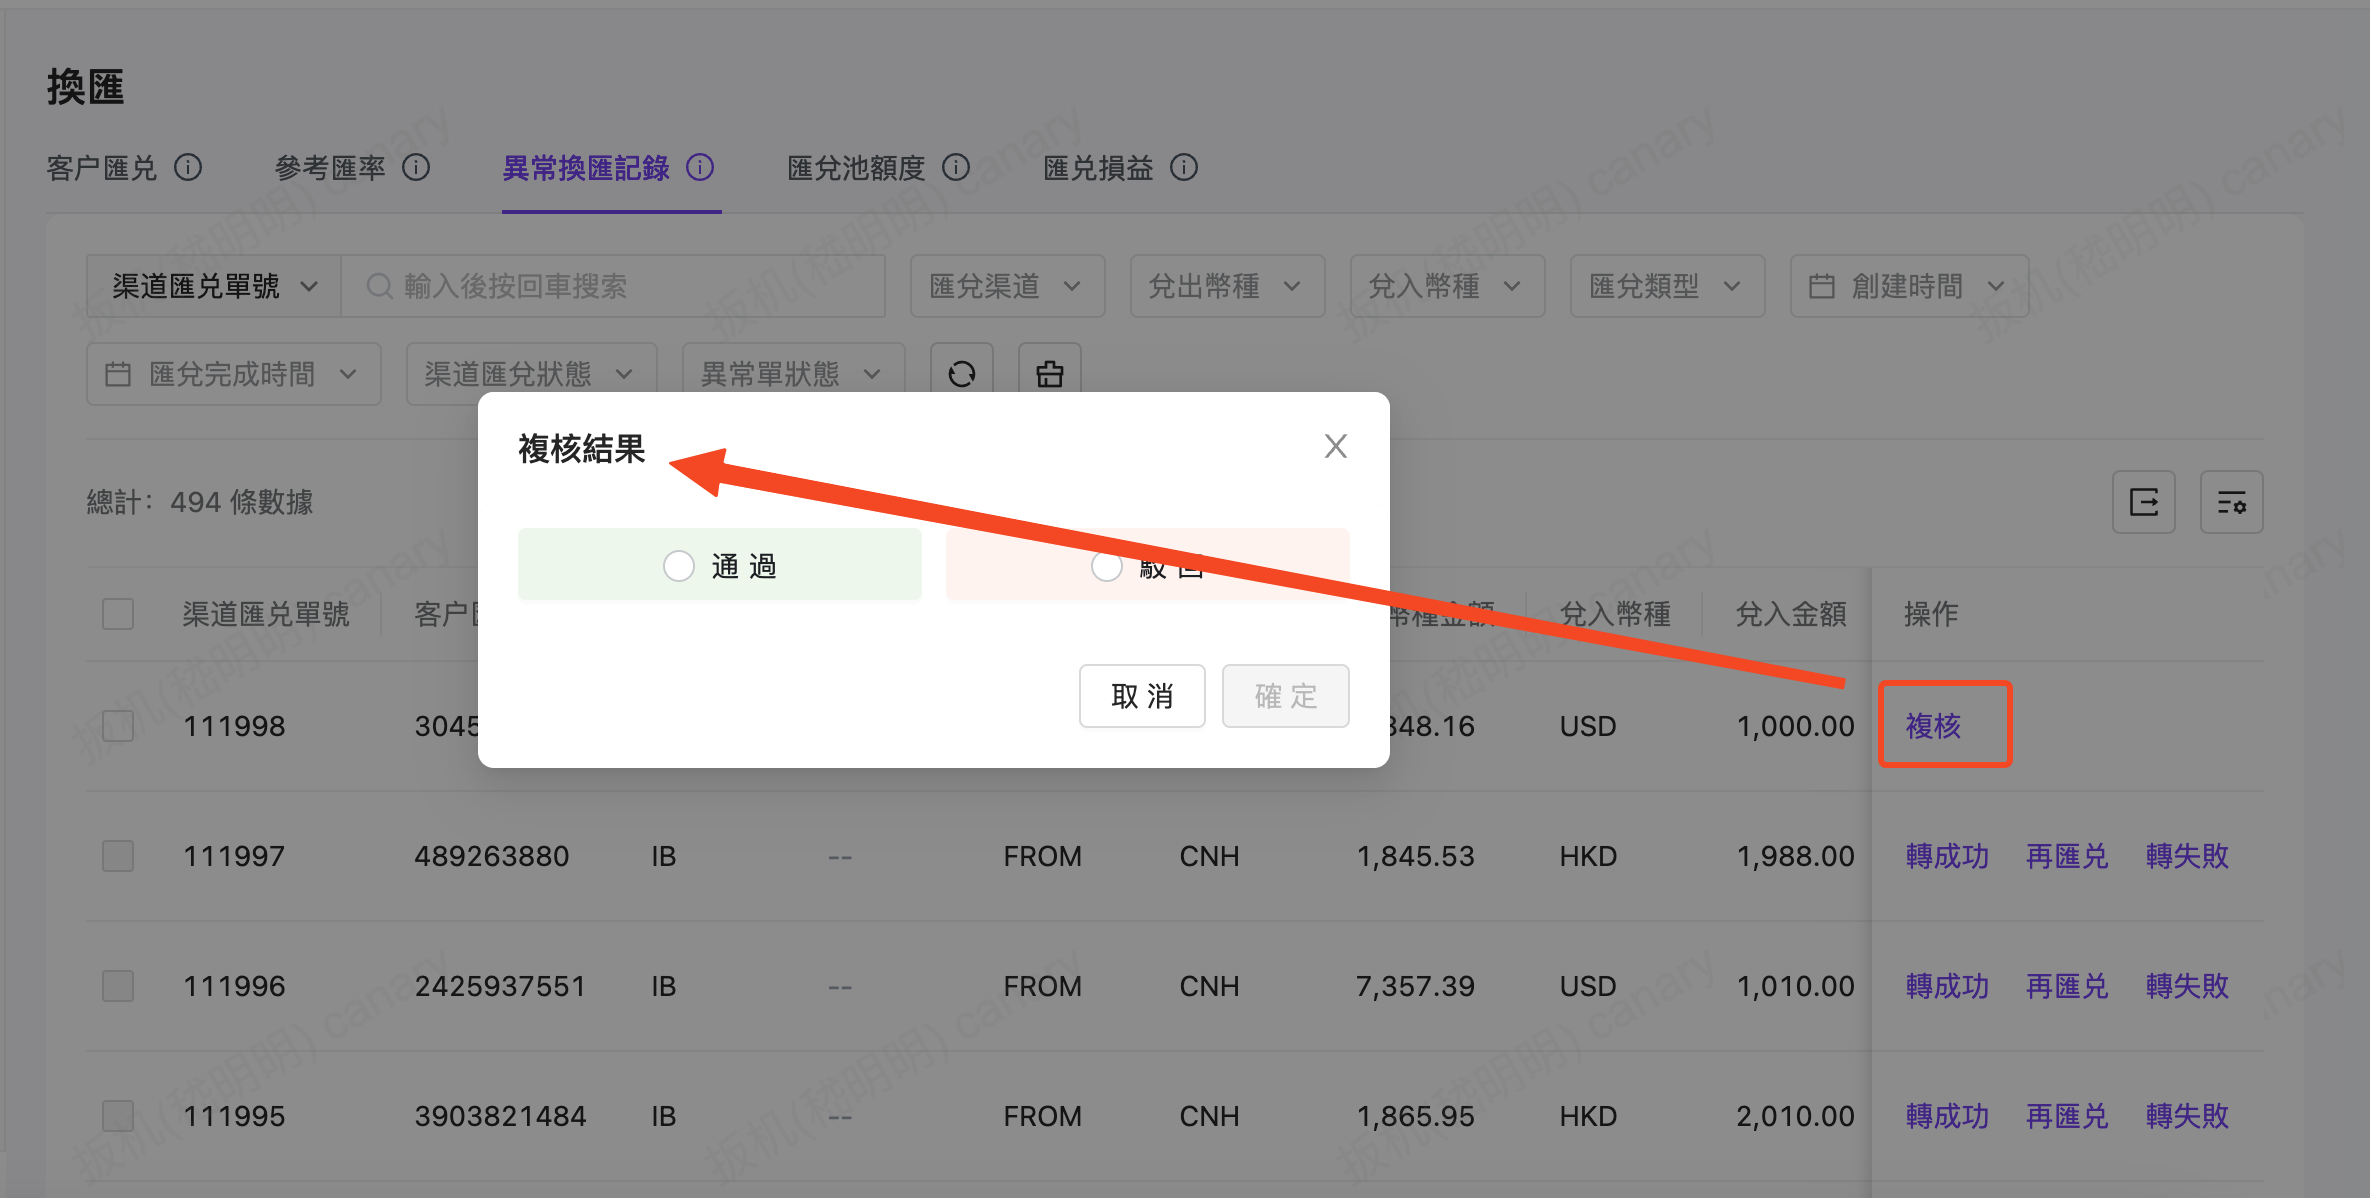 換匯
客户匯兑 參考匯率 異常換匯記錄 匯兌池額度 匯兑損益
渠道匯兑單號 輸入後按回車搜索 匯兌渠道 兌出幣種 兌入幣種 匯兌類型 創建時間
匯兌完成時間 渠道匯兌狀態 異常單狀態
複核結果
總計：494 條數據
通過 駁回
渠道匯兑單號 客户 幣種金額 兌入幣種 兌入金額 操作
取消 確定
111998 3045 848.16 USD 1,000.00 複核
111997 489263880 IB -- FROM CNH 1,845.53 HKD 1,988.00 轉成功 再匯兑 轉失敗
111996 2425937551 IB -- FROM CNH 7,357.39 USD 1,010.00 轉成功 再匯兑 轉失敗
111995 3903821484 IB -- FROM CNH 1,865.95 HKD 2,010.00 轉成功 再匯兑 轉失敗
扳机(嵇明明) canary